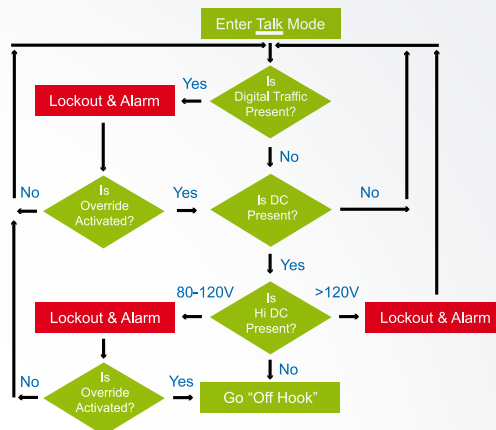 Enter Talk Mode
Is
Digital Traffic
Present?
Yes
Lockout & Alarm
No
Is
Override
Activated?
No
Yes
Is DC
Present?
No
Yes
Is
Hi DC
Present?
80-120V
>120V
Lockout & Alarm
Lockout & Alarm
No
Is
Override
Activated?
No
Yes
Go "Off Hook"